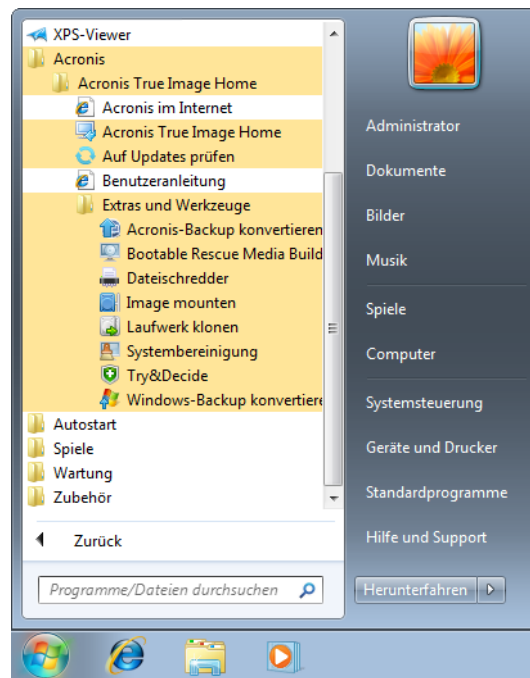 XPS-Viewer
Acronis
Acronis True Image Home
Acronis im Internet
Acronis True Image Home
Auf Updates prüfen
Benutzeranleitung
Extras und Werkzeuge
Acronis-Backup konvertieren
Bootable Rescue Media Build
Dateischredder
Image mounten
Laufwerk klonen
Systembereinigung
Try&Decide
Windows-Backup konvertiere
Autostart
Spiele
Wartung
Zubehör
Zurück
Programme/Dateien durchsuchen
Administrator
Dokumente
Bilder
Musik
Spiele
Computer
Systemsteuerung
Geräte und Drucker
Standardprogramme
Hilfe und Support
Herunterfahren